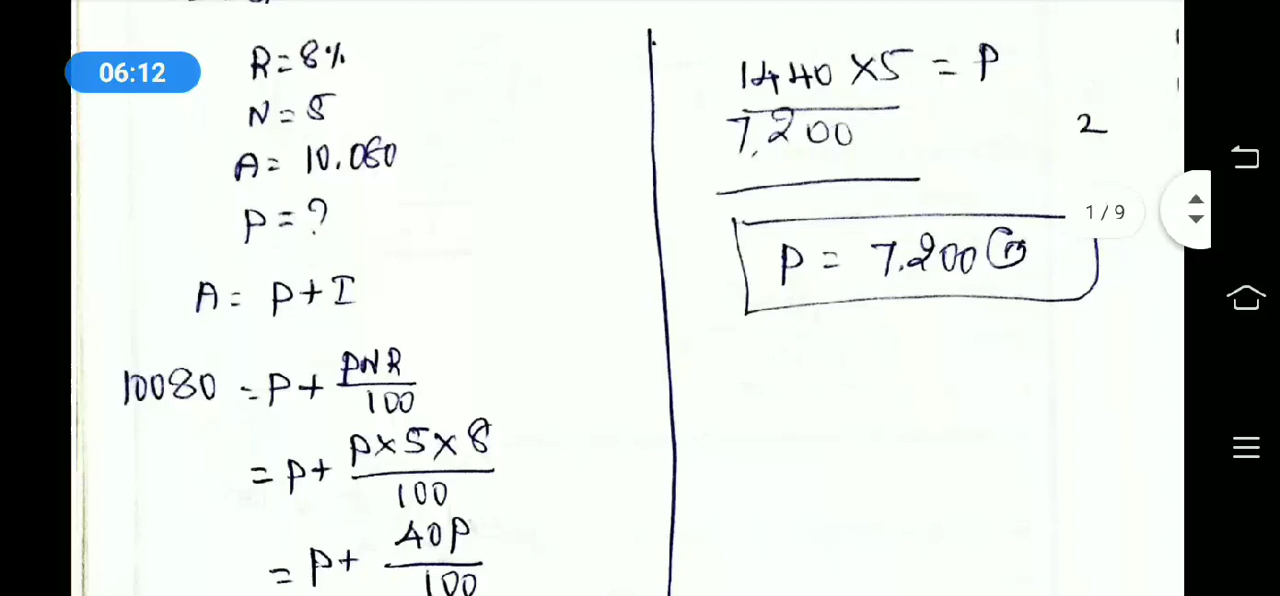 06:12
R = 8%
N = 5
A = 10.080
P = ?
A = P + I
10080 = P + PNR/100
= P + P×5×8/100
= P + 40P/100
1440 × 5 = P
7.200
2
1 / 9
P = 7.200